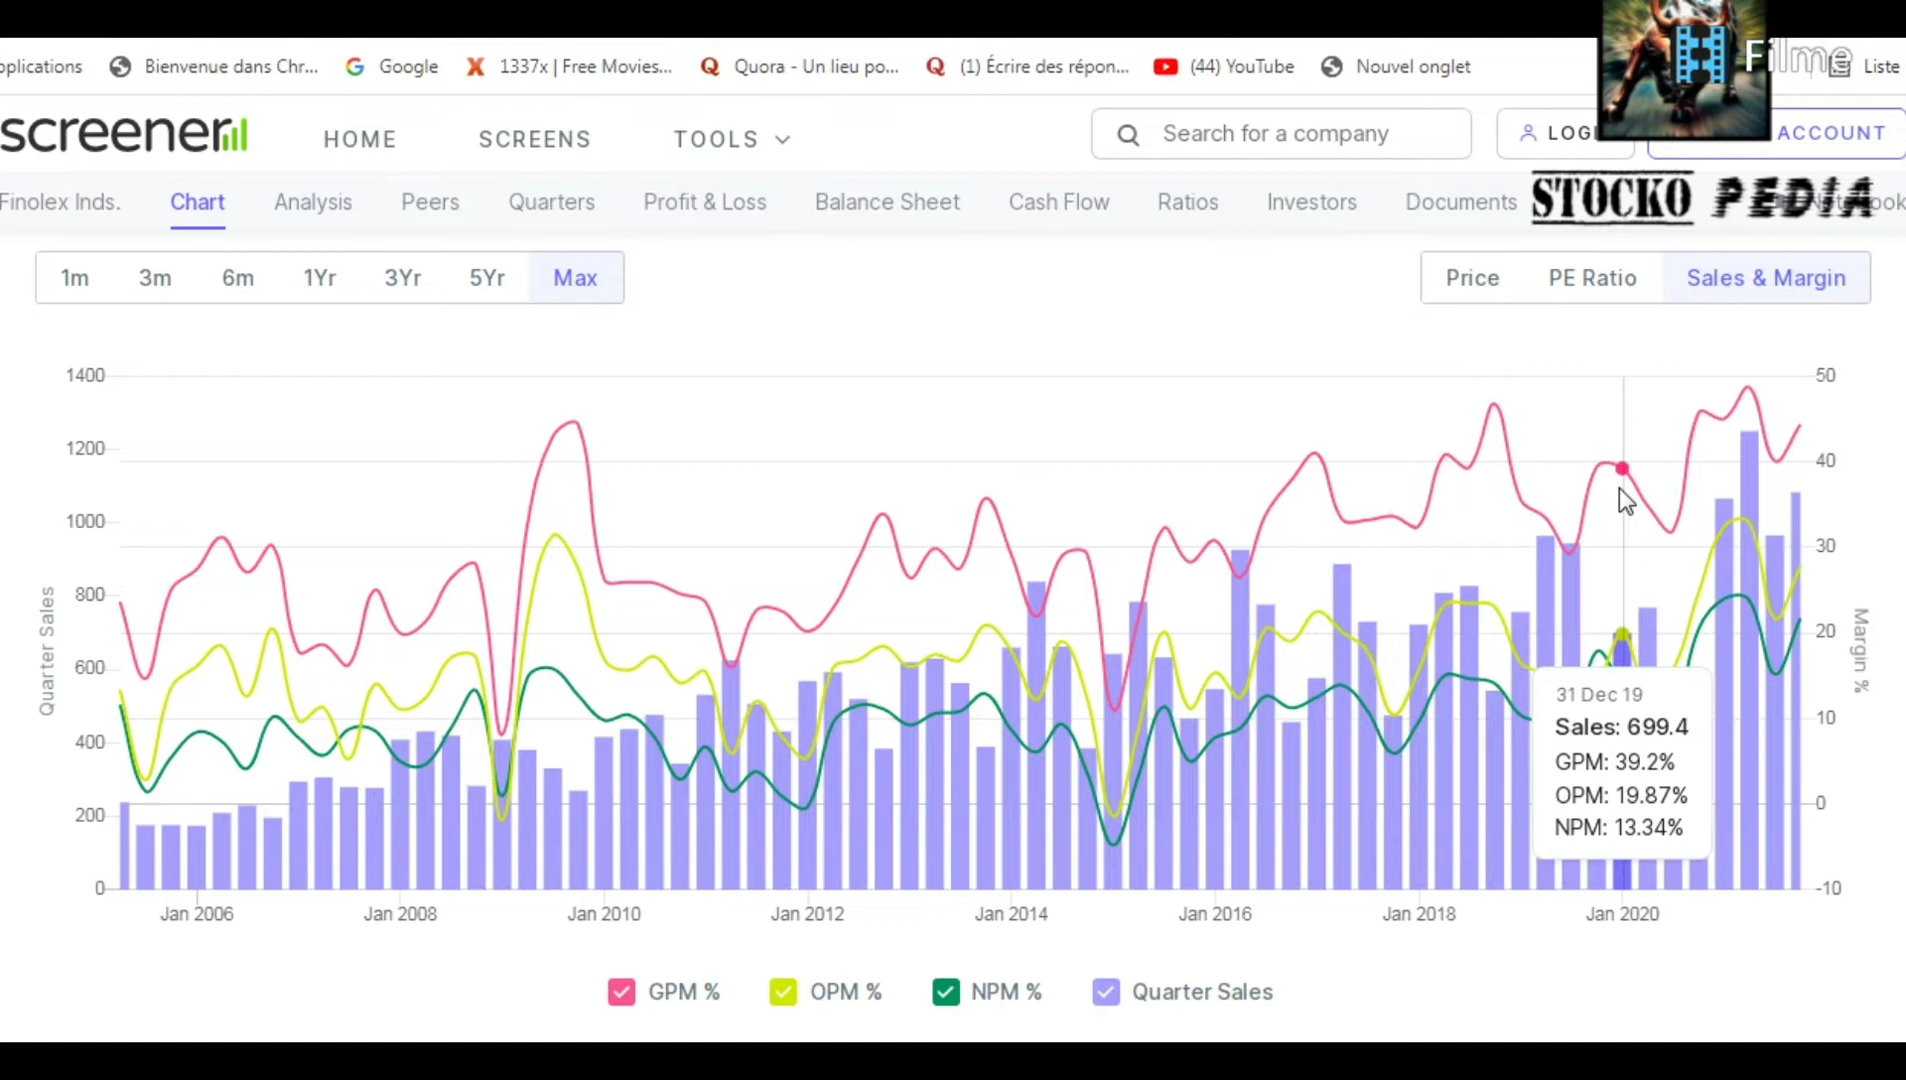 Filme
pplications Bienvenue dans Chr... Google 1337x | Free Movies... Quora - Un lieu po... (1) Écrire des répon... (44) YouTube Nouvel onglet Liste
screener HOME SCREENS TOOLS Search for a company LOGI ACCOUNT
Finolex Inds. Chart Analysis Peers Quarters Profit & Loss Balance Sheet Cash Flow Ratios Investors Documents
STOCKO PEDIA
1m 3m 6m 1Yr 3Yr 5Yr Max Price PE Ratio Sales & Margin
1400 50
1200
40
1000
30
800
600
20
400
10
200
0
0 -10
Quarter Sales
Margin %
31 Dec 19
Sales: 699.4
GPM: 39.2%
OPM: 19.87%
NPM: 13.34%
Jan 2006 Jan 2008 Jan 2010 Jan 2012 Jan 2014 Jan 2016 Jan 2018 Jan 2020
GPM % OPM % NPM % Quarter Sales